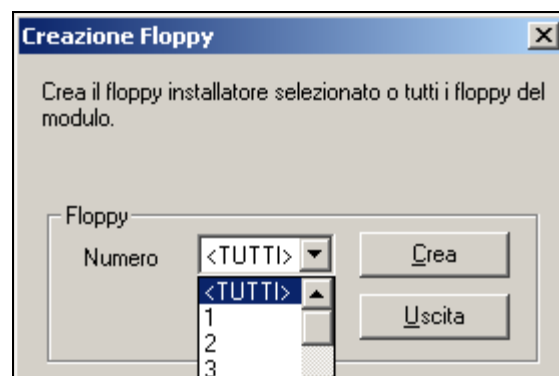 Creazione Floppy
Crea il floppy installatore selezionato o tutti i floppy del
modulo.
Floppy
Numero
<TUTTI>
Crea
<TUTTI>
1
Uscita
2
3